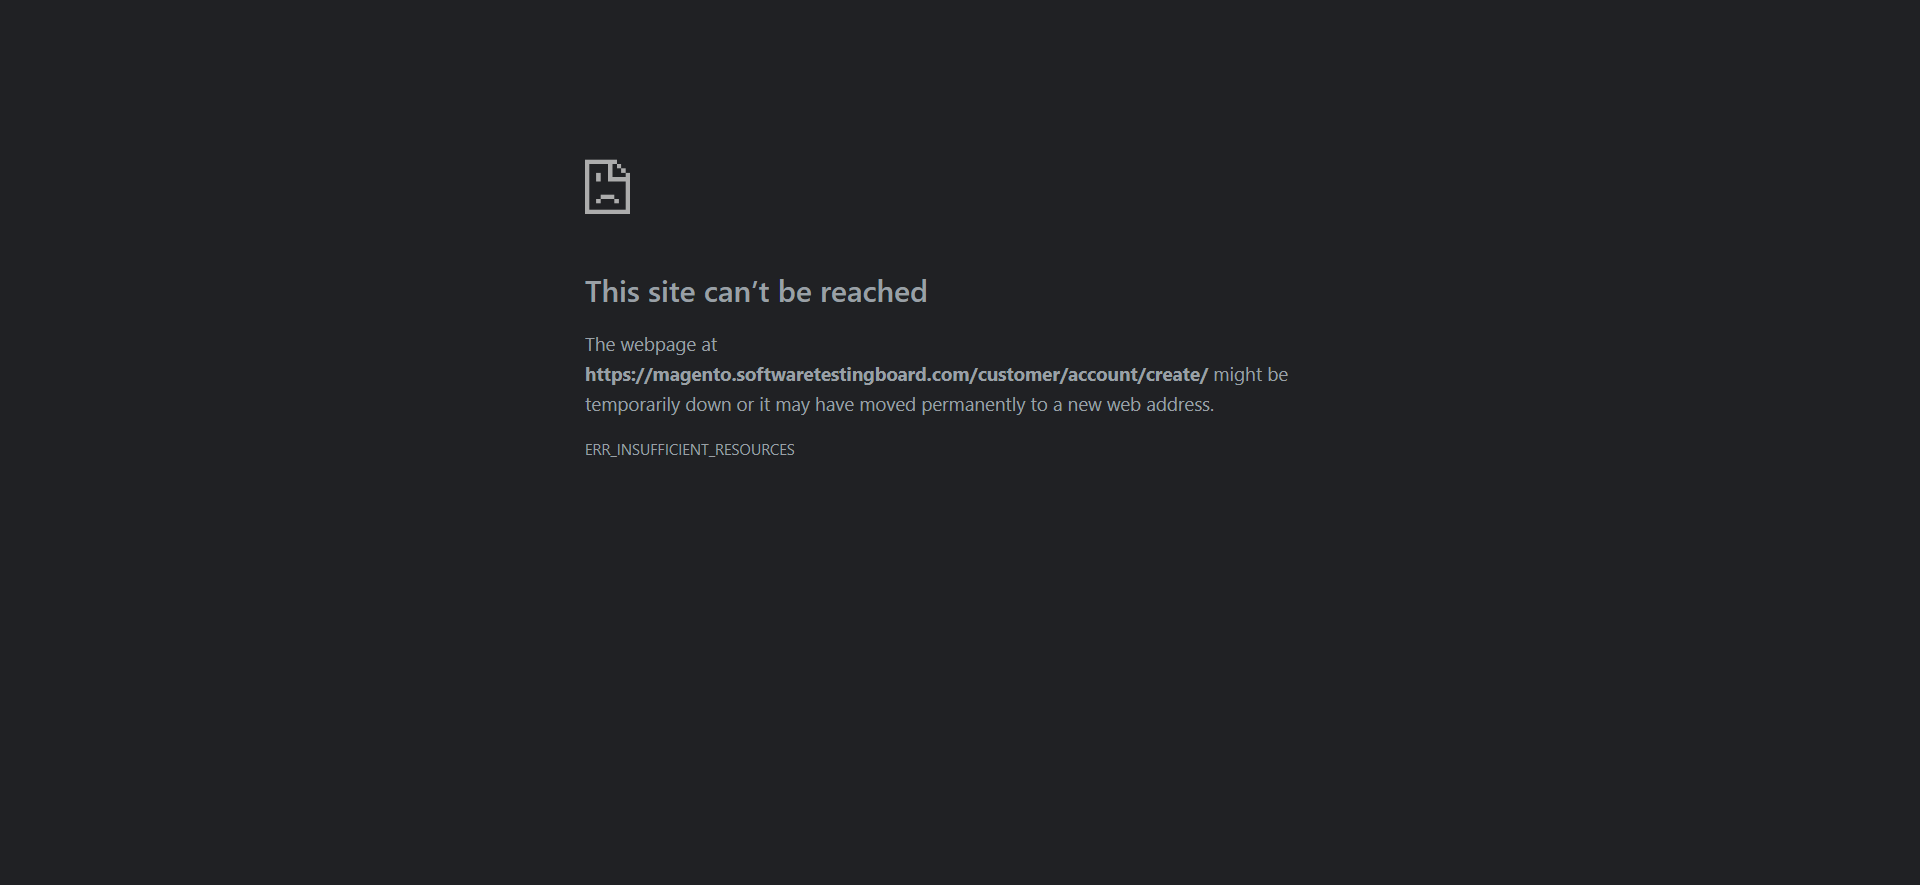 This site can’t be reached
The webpage at
https://magento.softwaretestingboard.com/customer/account/create/ might be
temporarily down or it may have moved permanently to a new web address.
ERR_INSUFFICIENT_RESOURCES